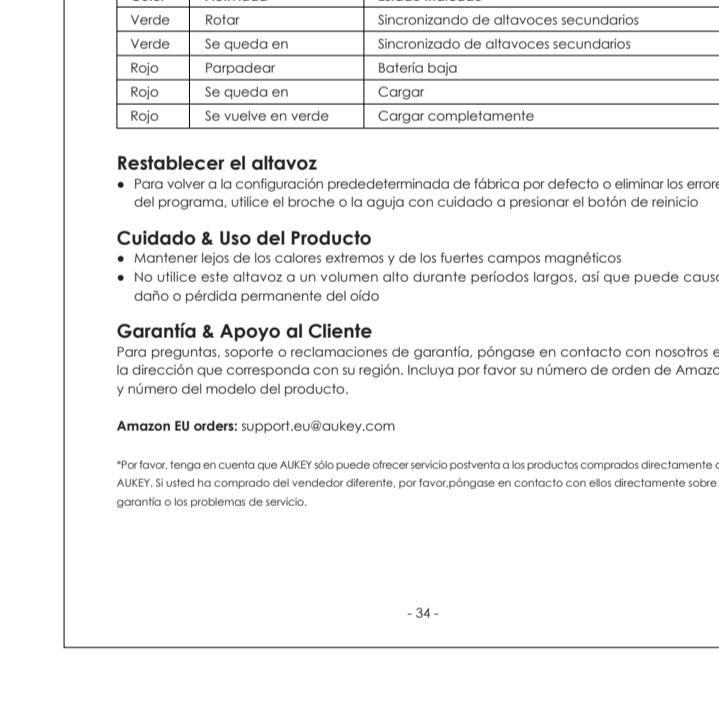 Verde Rotar Sincronizando de altavoces secundarios
Verde Se queda en Sincronizado de altavoces secundarios
Rojo Parpadear Batería baja
Rojo Se queda en Cargar
Rojo Se vuelve en verde Cargar completamente
Restablecer el altavoz
● Para volver a la configuración prededeterminada de fábrica por defecto o eliminar los errore
del programa, utilice el broche o la aguja con cuidado a presionar el botón de reinicio
Cuidado & Uso del Producto
● Mantener lejos de los calores extremos y de los fuertes campos magnéticos
● No utilice este altavoz a un volumen alto durante períodos largos, así que puede causa
daño o pérdida permanente del oído
Garantía & Apoyo al Cliente
Para preguntas, soporte o reclamaciones de garantía, póngase en contacto con nosotros e
la dirección que corresponda con su región. Incluya por favor su número de orden de Amazo
y número del modelo del producto.
Amazon EU orders: support.eu@aukey.com
*Por favor, tenga en cuenta que AUKEY sólo puede ofrecer servicio postventa a los productos comprados directamente
AUKEY. Si usted ha comprado del vendedor diferente, por favor,póngase en contacto con ellos directamente sobre
garantía o los problemas de servicio.
- 34 -